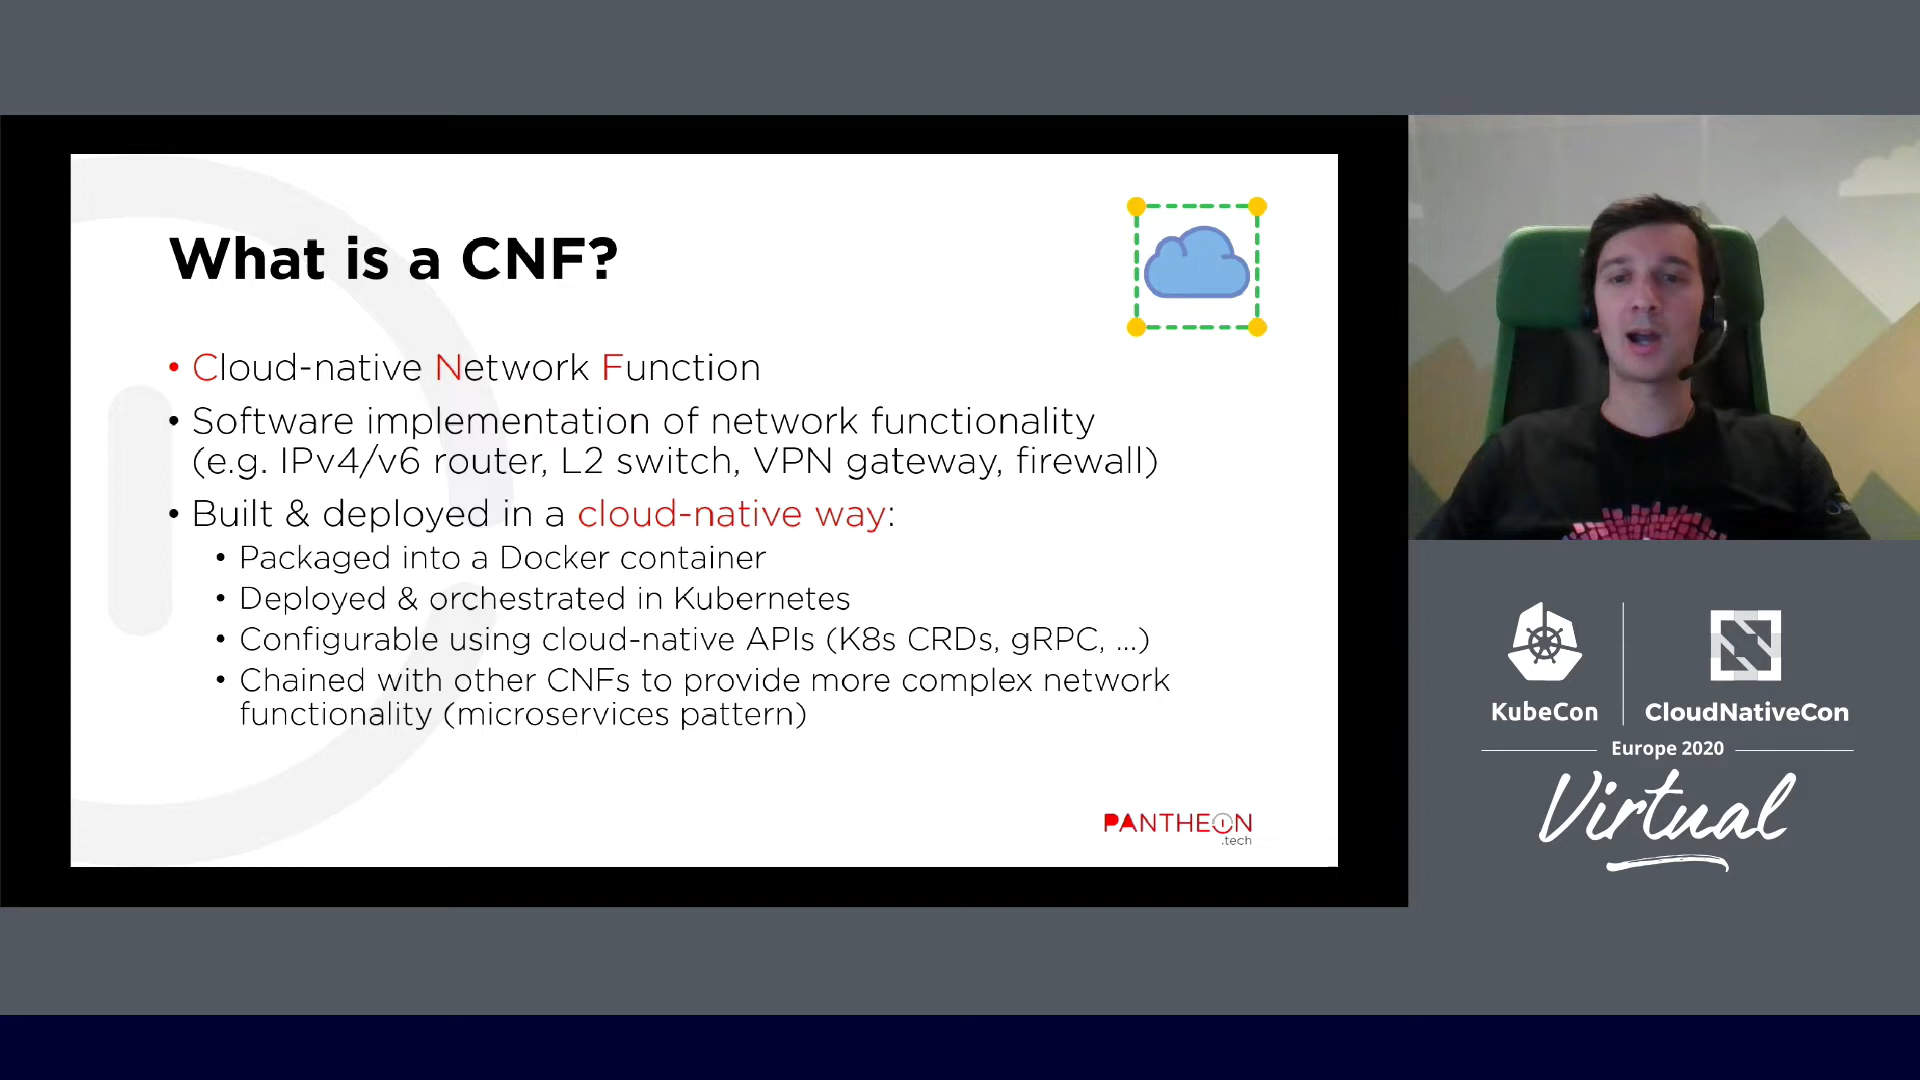 What is a CNF?
• Cloud-native Network Function
• Software implementation of network functionality
(e.g. IPv4/v6 router, L2 switch, VPN gateway, firewall)
• Built & deployed in a cloud-native way:
• Packaged into a Docker container
• Deployed & orchestrated in Kubernetes
• Configurable using cloud-native APIs (K8s CRDs, gRPC, ...)
• Chained with other CNFs to provide more complex network
functionality (microservices pattern)
PANTHEON
.tech
KubeCon
CloudNativeCon
Europe 2020
Virtual